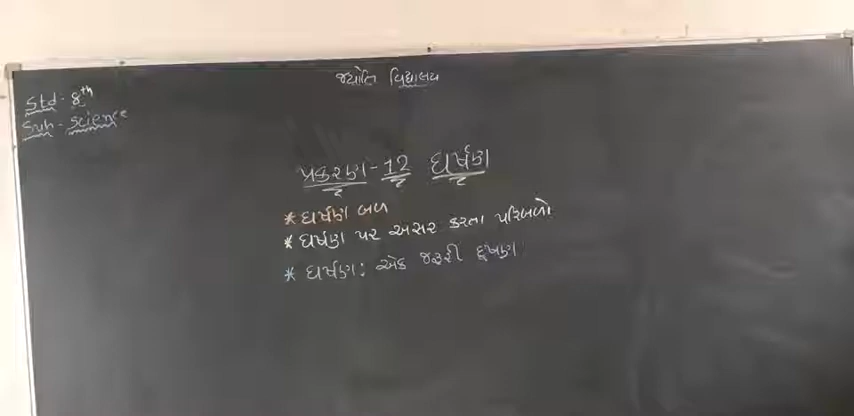 જ્યોતિ વિદ્યાલય
Std- 8th
Sub- Science
પ્રકરણ-12 ઘર્ષણ
* ઘર્ષણ બળ
* ઘર્ષણ પર અસર કરતા પરિબળો
* ઘર્ષણ: એક જરૂરી દૂષણ